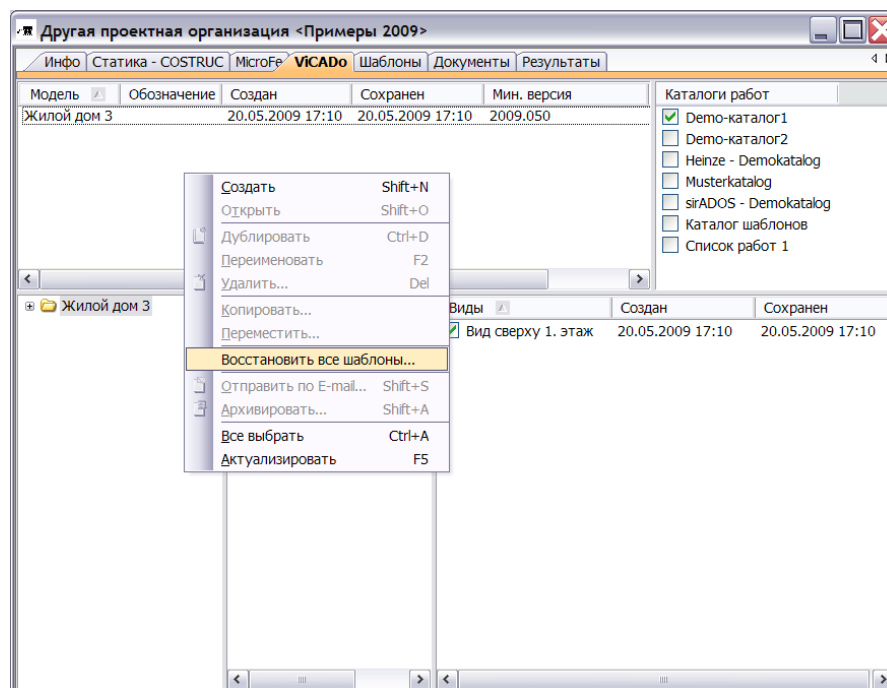 Другая проектная организация <Примеры 2009>
Инфо Статика - COSTRUC MicroFe ViCADo Шаблоны Документы Результаты
Модель Обозначение Создан Сохранен Мин. версия Каталоги работ
Жилой дом 3 20.05.2009 17:10 20.05.2009 17:10 2009.050
Demo-каталог1
Demo-каталог2
Heinze - Demokatalog
Musterkatalog
sirADOS - Demokatalog
Каталог шаблонов
Список работ 1
Создать Shift+N
Открыть Shift+O
Дублировать Ctrl+D
Переименовать F2
Удалить... Del
Копировать...
Переместить...
Восстановить все шаблоны...
Отправить по E-mail... Shift+S
Архивировать... Shift+A
Все выбрать Ctrl+A
Актуализировать F5
Жилой дом 3
Виды Создан Сохранен
Вид сверху 1. этаж 20.05.2009 17:10 20.05.2009 17:10